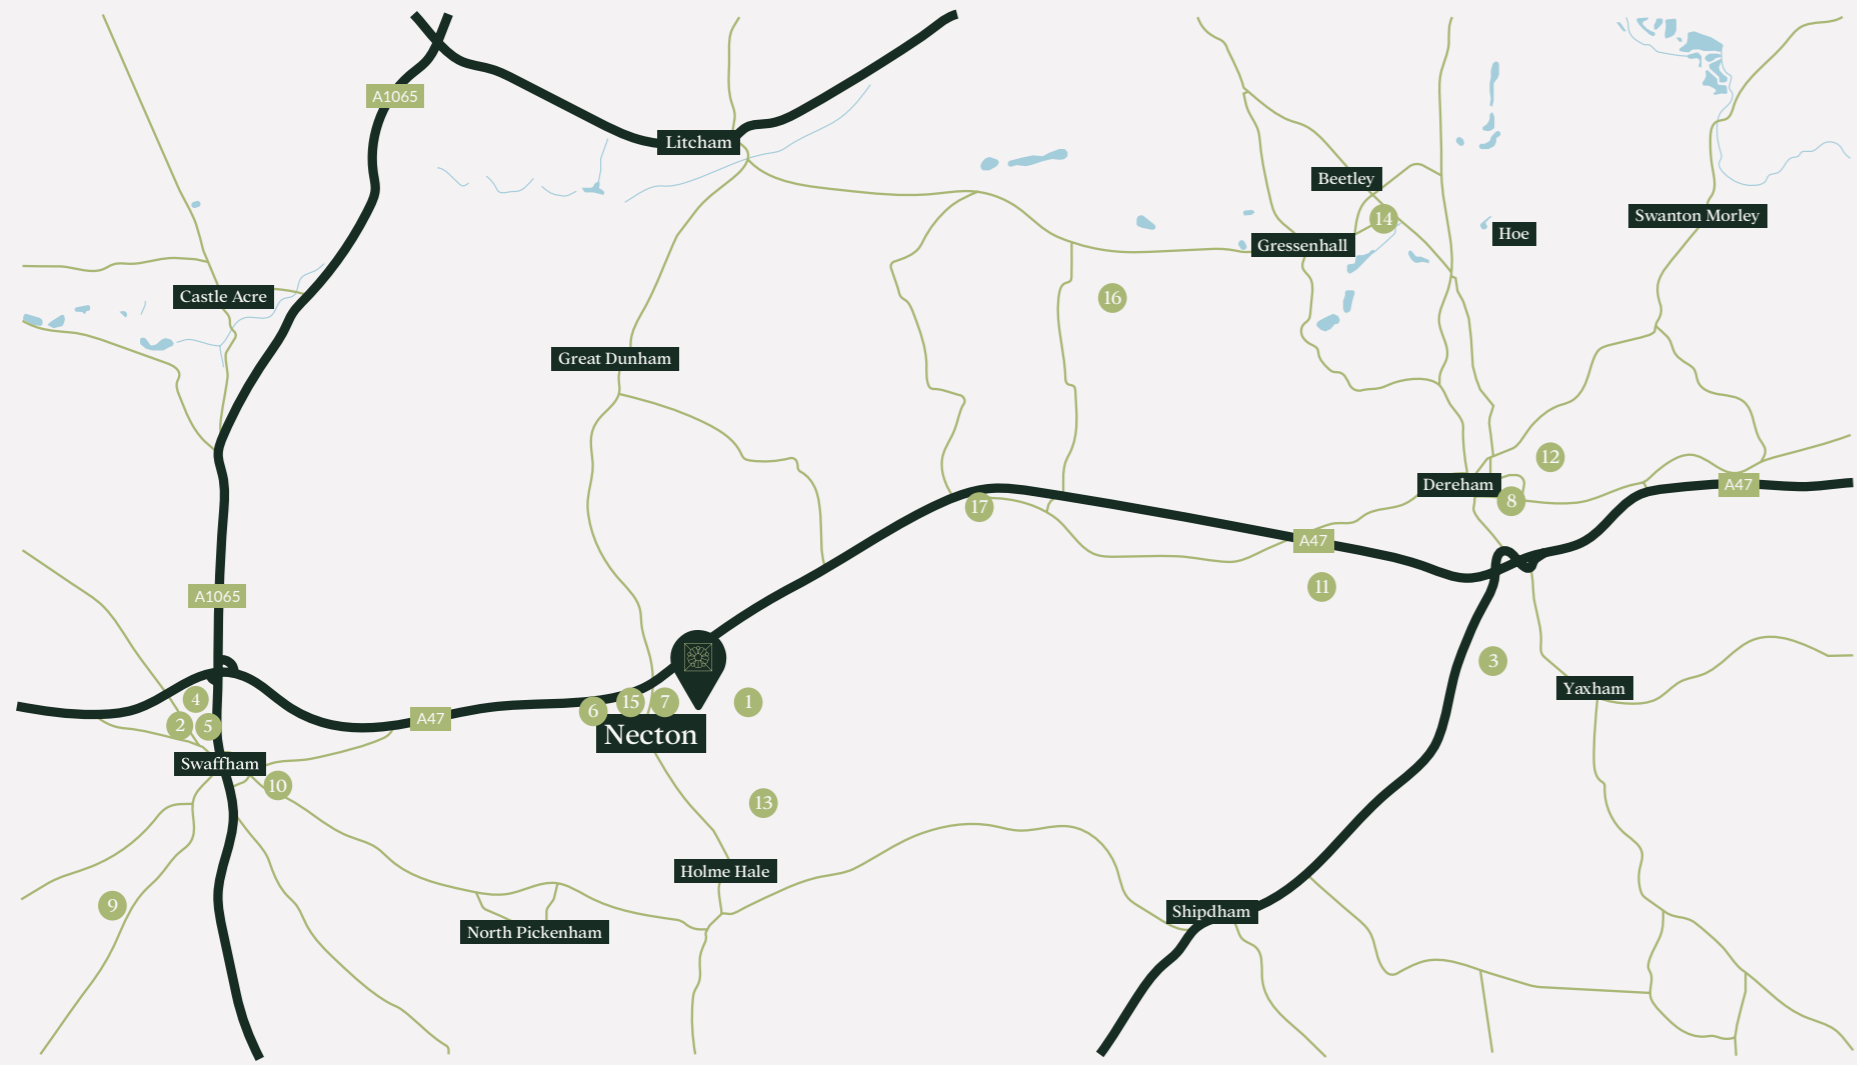 A1065
Litcham
Beetley
14
Swanton Morley
Hoe
Gressenhall
Castle Acre
16
Great Dunham
12
Dereham
A47
8
17
A47
11
A1065
3
Yaxham
4
15
7
1
6
A47
2
5
Necton
Swaffham
10
13
Holme Hale
9
Shipdham
North Pickenham